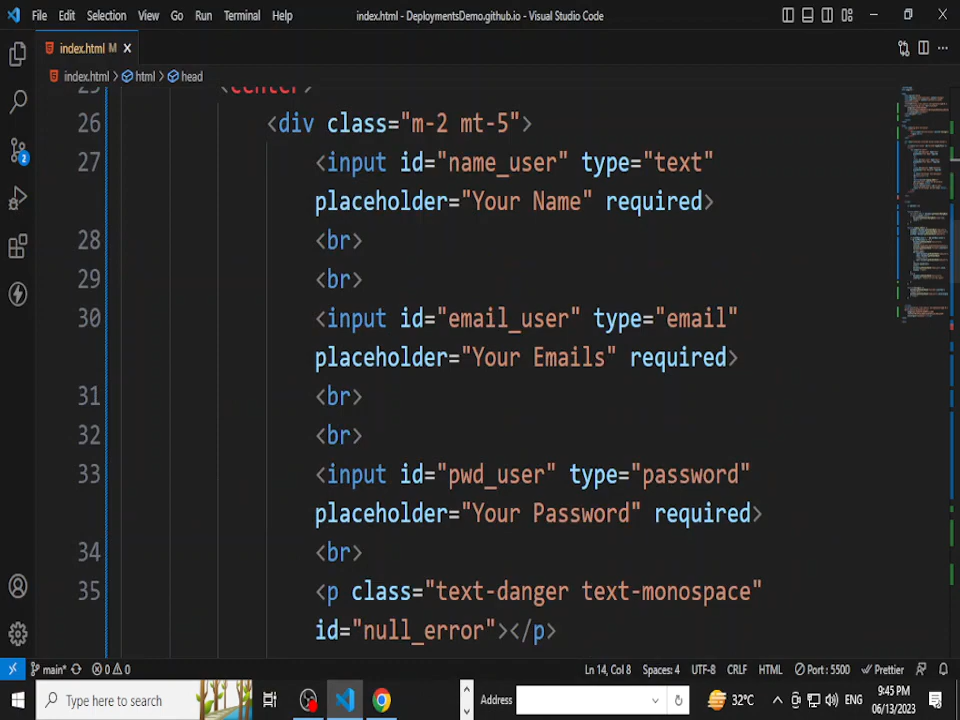 File Edit Selection View Go Run Terminal Help index.html - DeploymentsDemo.github.io - Visual Studio Code
index.html M
index.html > html > head
25 <center>
26 <div class="m-2 mt-5">
27 <input id="name_user" type="text"
placeholder="Your Name" required>
28 <br>
29 <br>
30 <input id="email_user" type="email"
placeholder="Your Emails" required>
31 <br>
32 <br>
33 <input id="pwd_user" type="password"
placeholder="Your Password" required>
34 <br>
35 <p class="text-danger text-monospace"
id="null_error"></p>
2
main* 0 0 Ln 14, Col 8 Spaces: 4 UTF-8 CRLF HTML Port : 5500 Prettier
Type here to search Address 32°C ENG 9:45 PM
06/13/2023